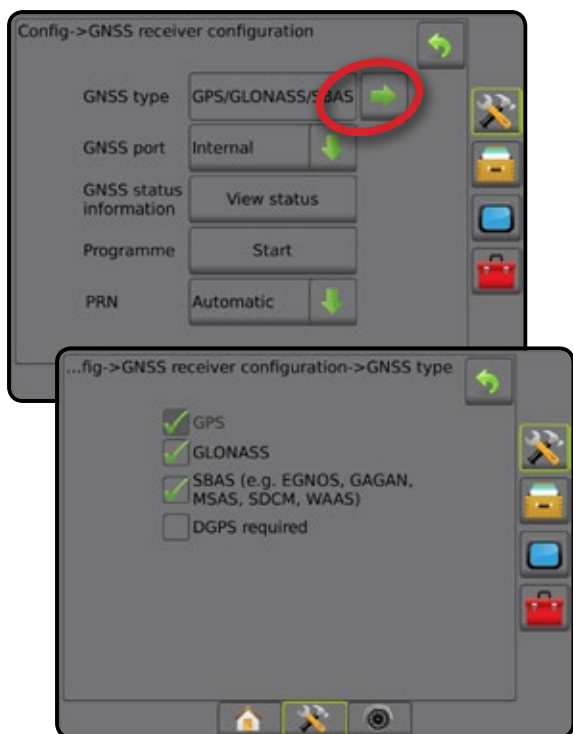 Config->GNSS receiver configuration
GNSS type
GPS/GLONASS/SBAS
GNSS port
Internal
GNSS status
information
View status
Programme
Start
PRN
Automatic
...fig->GNSS receiver configuration->GNSS type
GPS
GLONASS
SBAS (e.g. EGNOS, GAGAN,
MSAS, SDCM, WAAS)
DGPS required